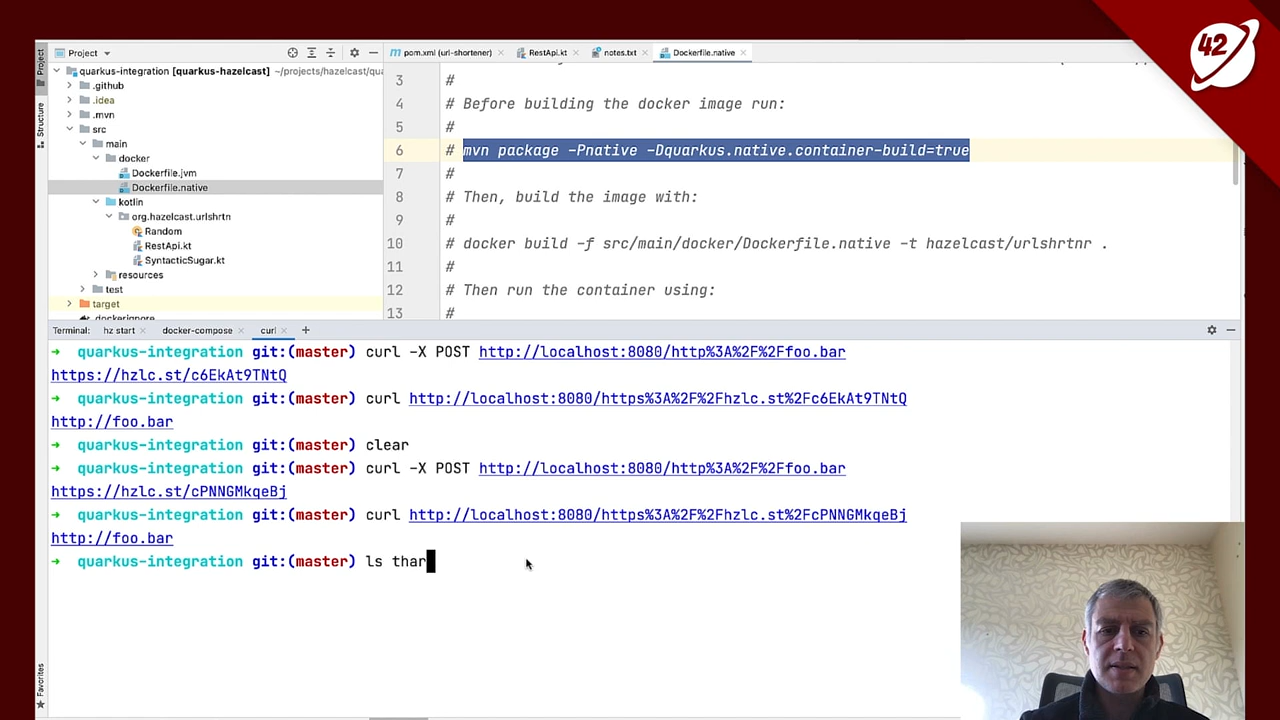 42
Project
pom.xml (url-shortener)
RestApi.kt
notes.txt
Dockerfile.native
Project
Structure
Favorites
quarkus-integration [quarkus-hazelcast] ~/projects/hazelcast/qua
.github
.idea
.mvn
src
main
docker
Dockerfile.jvm
Dockerfile.native
kotlin
org.hazelcast.urlshrtn
Random
RestApi.kt
SyntacticSugar.kt
resources
test
target
.dockerignore
3 #
4 # Before building the docker image run:
5 #
6 # mvn package -Pnative -Dquarkus.native.container-build=true
7 #
8 # Then, build the image with:
9 #
10 # docker build -f src/main/docker/Dockerfile.native -t hazelcast/urlshrtnr .
11 #
12 # Then run the container using:
13 #
Terminal: hz start docker-compose curl +
→ quarkus-integration git:(master) curl -X POST http://localhost:8080/http%3A%2F%2Ffoo.bar
https://hzlc.st/c6EkAt9TNtQ
→ quarkus-integration git:(master) curl http://localhost:8080/https%3A%2F%2Fhzlc.st%2Fc6EkAt9TNtQ
http://foo.bar
→ quarkus-integration git:(master) clear
→ quarkus-integration git:(master) curl -X POST http://localhost:8080/http%3A%2F%2Ffoo.bar
https://hzlc.st/cPNNGMkqeBj
→ quarkus-integration git:(master) curl http://localhost:8080/https%3A%2F%2Fhzlc.st%2FcPNNGMkqeBj
http://foo.bar
→ quarkus-integration git:(master) ls thar